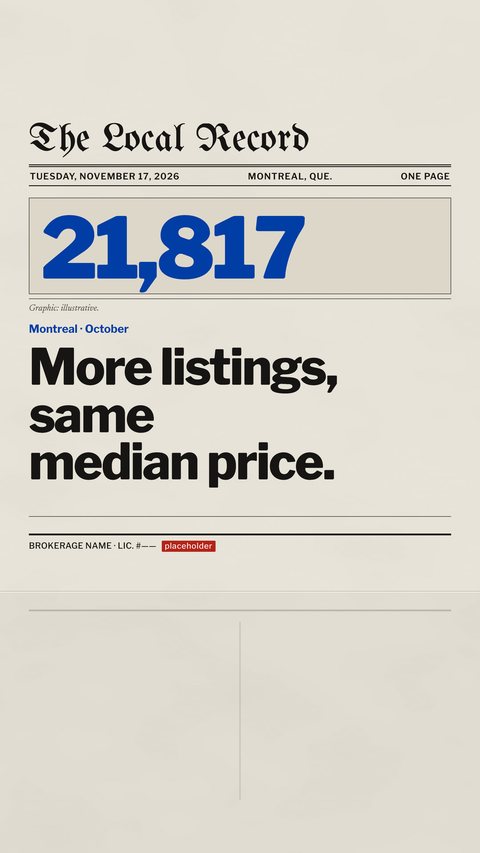 The Local Record
TUESDAY, NOVEMBER 17, 2026 MONTREAL, QUE. ONE PAGE
21,817
Graphic: illustrative.
Montreal · October
More listings,
same
median price.
BROKERAGE NAME · LIC. #—— placeholder